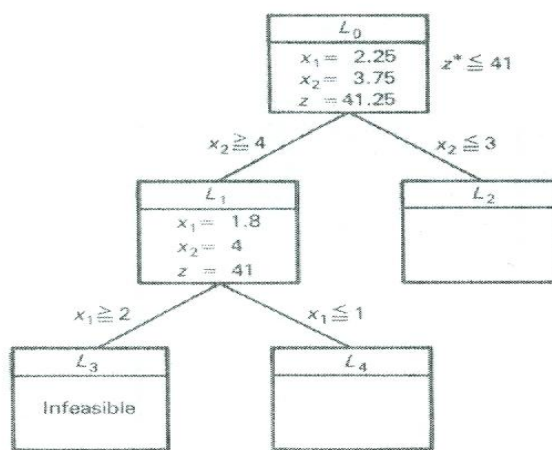 L₀
x₁ = 2.25
x₂ = 3.75
z = 41.25
z* ≦ 41
x₂ ≧ 4
x₂ ≦ 3
L₁
x₁ = 1.8
x₂ = 4
z = 41
L₂
x₁ ≧ 2
x₁ ≦ 1
L₃
Infeasible
L₄